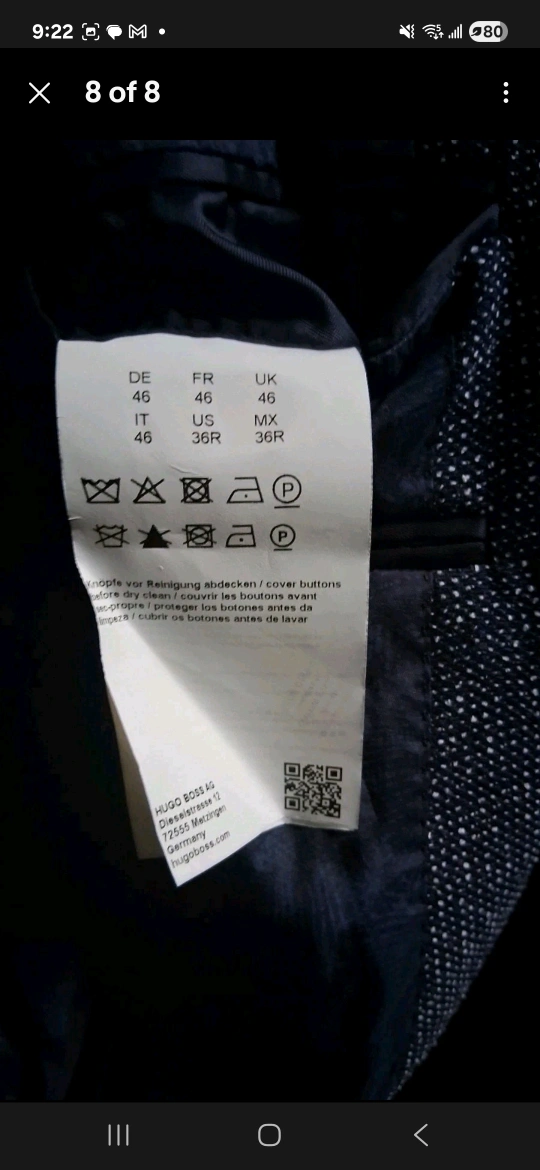 9:22
80
8 of 8
DE FR UK
46 46 46
IT US MX
46 36R 36R
P
P
Knöpfe vor Reinigung abdecken / cover buttons
before dry clean / couvrir les boutons avant
sec-propre / proteger los botones antes da
limpeza / cubrir os botones antes de lavar
HUGO BOSS AG
Dieselstrasse 12
72555 Metzingen
Germany
hugoboss.com